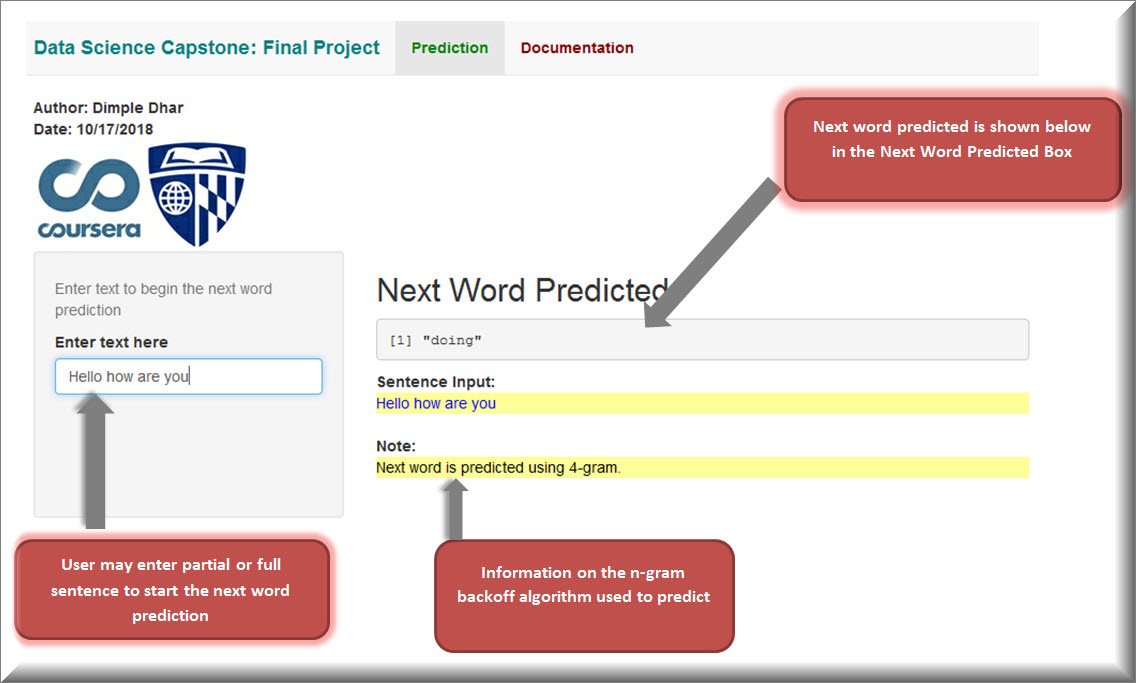 Data Science Capstone: Final Project
Prediction
Documentation
Author: Dimple Dhar
Date: 10/17/2018
coursera
Next word predicted is shown below
in the Next Word Predicted Box
Enter text to begin the next word
prediction
Enter text here
Hello how are you
Next Word Predicted
[1] "doing"
Sentence Input:
Hello how are you
Note:
Next word is predicted using 4-gram.
User may enter partial or full
sentence to start the next word
prediction
Information on the n-gram
backoff algorithm used to predict